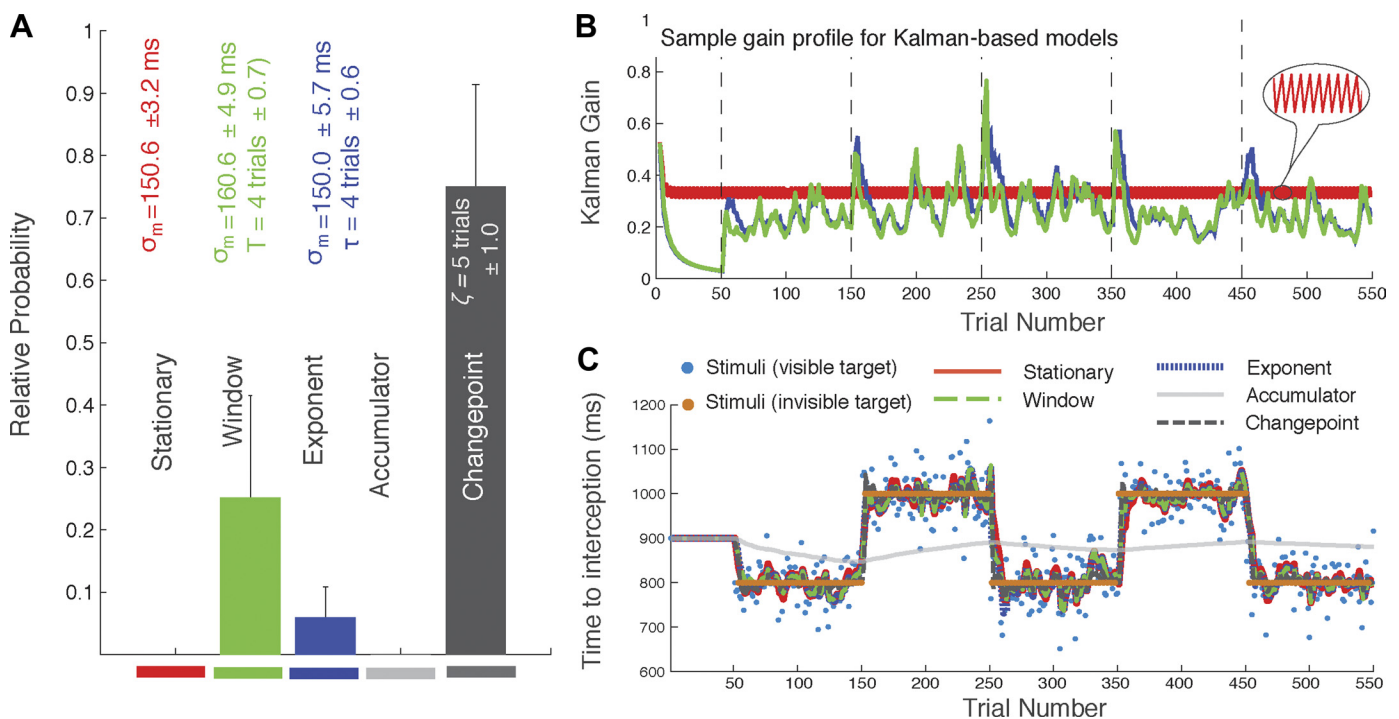 A
Relative Probability
1
0.9
0.8
0.7
0.6
0.5
0.4
0.3
0.2
0.1
σm =150.6 ±3.2 ms
σm =160.6 ± 4.9 ms
T = 4 trials ± 0.7)
σm =150.0 ± 5.7 ms
τ = 4 trials ± 0.6
ζ = 5 trials
± 1.0
Stationary
Window
Exponent
Accumulator
Changepoint
B
Sample gain profile for Kalman-based models
Kalman Gain
1
0.8
0.6
0.4
0.2
0
0
50
100
150
200
250
300
350
400
450
500
550
Trial Number
C
Stimuli (visible target)
Stimuli (invisible target)
Stationary
Window
Exponent
Accumulator
Changepoint
Time to interception (ms)
1200
1100
1000
900
800
700
600
50
100
150
200
250
300
350
400
450
500
550
Trial Number